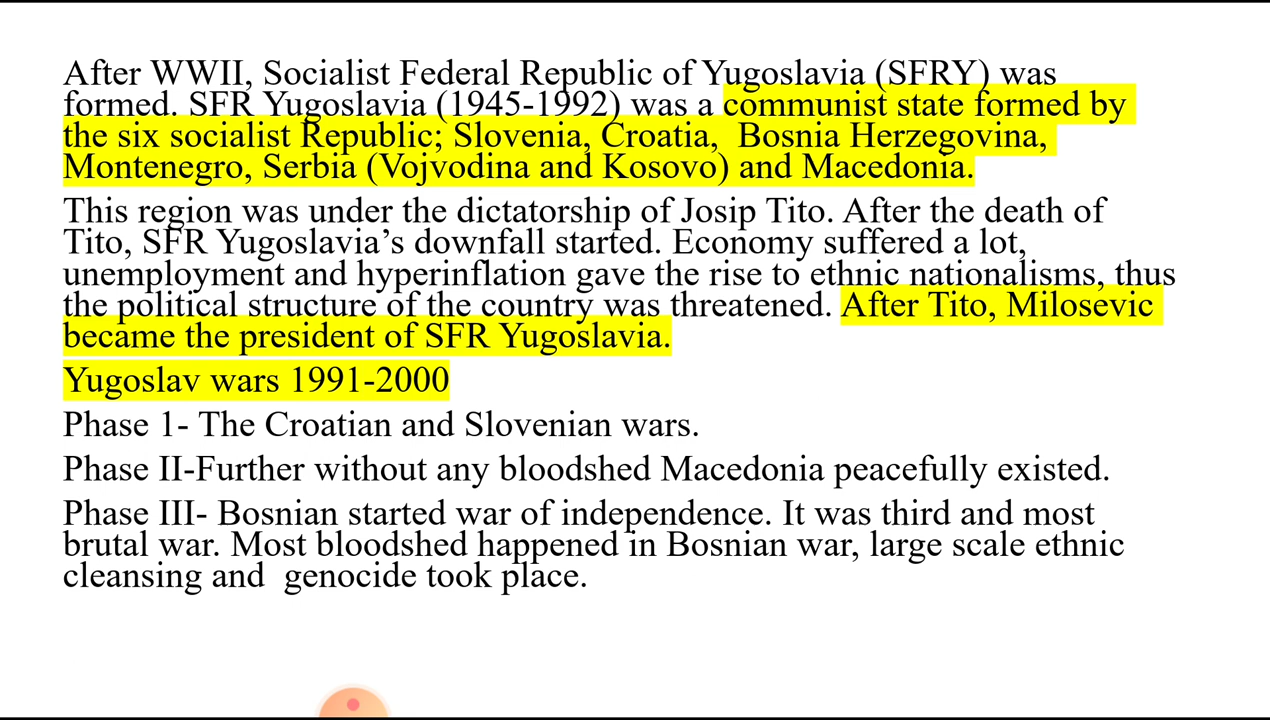 After WWII, Socialist Federal Republic of Yugoslavia (SFRY) was
formed. SFR Yugoslavia (1945-1992) was a communist state formed by
the six socialist Republic; Slovenia, Croatia,  Bosnia Herzegovina,
Montenegro, Serbia (Vojvodina and Kosovo) and Macedonia.
This region was under the dictatorship of Josip Tito. After the death of
Tito, SFR Yugoslavia’s downfall started. Economy suffered a lot,
unemployment and hyperinflation gave the rise to ethnic nationalisms, thus
the political structure of the country was threatened. After Tito, Milosevic
became the president of SFR Yugoslavia.
Yugoslav wars 1991-2000
Phase 1- The Croatian and Slovenian wars.
Phase II-Further without any bloodshed Macedonia peacefully existed.
Phase III- Bosnian started war of independence. It was third and most
brutal war. Most bloodshed happened in Bosnian war, large scale ethnic
cleansing and  genocide took place.